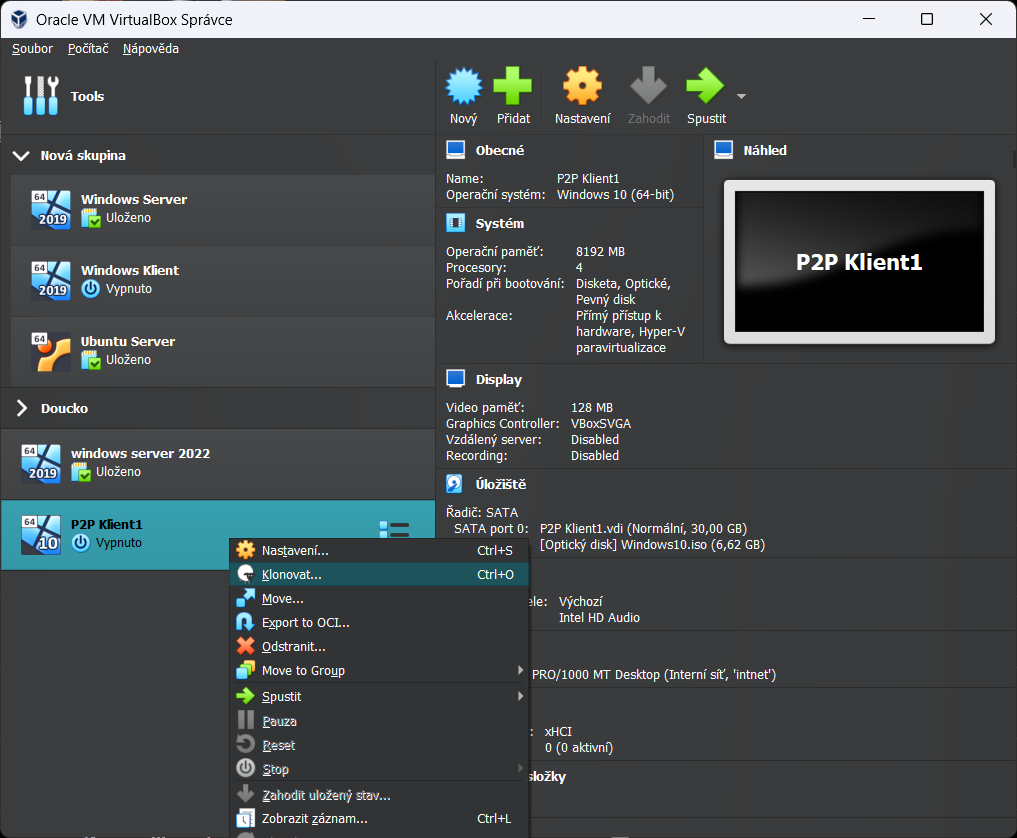 Oracle VM VirtualBox Správce
Soubor Počítač Nápověda
Tools
Nový Přidat Nastavení Zahodit Spustit
Nová skupina
64 2019 Windows Server
Uloženo
64 2019 Windows Klient
Vypnuto
64 Ubuntu Server
Uloženo
Doucko
64 2019 windows server 2022
Uloženo
64 10 P2P Klient1
Vypnuto
Obecné
Name: P2P Klient1
Operační systém: Windows 10 (64-bit)
Systém
Operační paměť: 8192 MB
Procesory: 4
Pořadí při bootování: Disketa, Optické,
Pevný disk
Akcelerace: Přímý přístup k
hardware, Hyper-V
paravirtualizace
Náhled
P2P Klient1
Display
Video paměť: 128 MB
Graphics Controller: VBoxSVGA
Vzdálený server: Disabled
Recording: Disabled
Úložiště
Řadič: SATA
SATA port 0: P2P Klient1.vdi (Normální, 30,00 GB)
[Optický disk] Windows10.iso (6,62 GB)
ele: Výchozí
Intel HD Audio
PRO/1000 MT Desktop (Interní síť, 'intnet')
: xHCI
0 (0 aktivní)
složky
Nastavení... Ctrl+S
Klonovat... Ctrl+O
Move...
Export to OCI...
Odstranit...
Move to Group
Spustit
Pauza
Reset
Stop
Zahodit uložený stav...
Zobrazit záznam... Ctrl+L